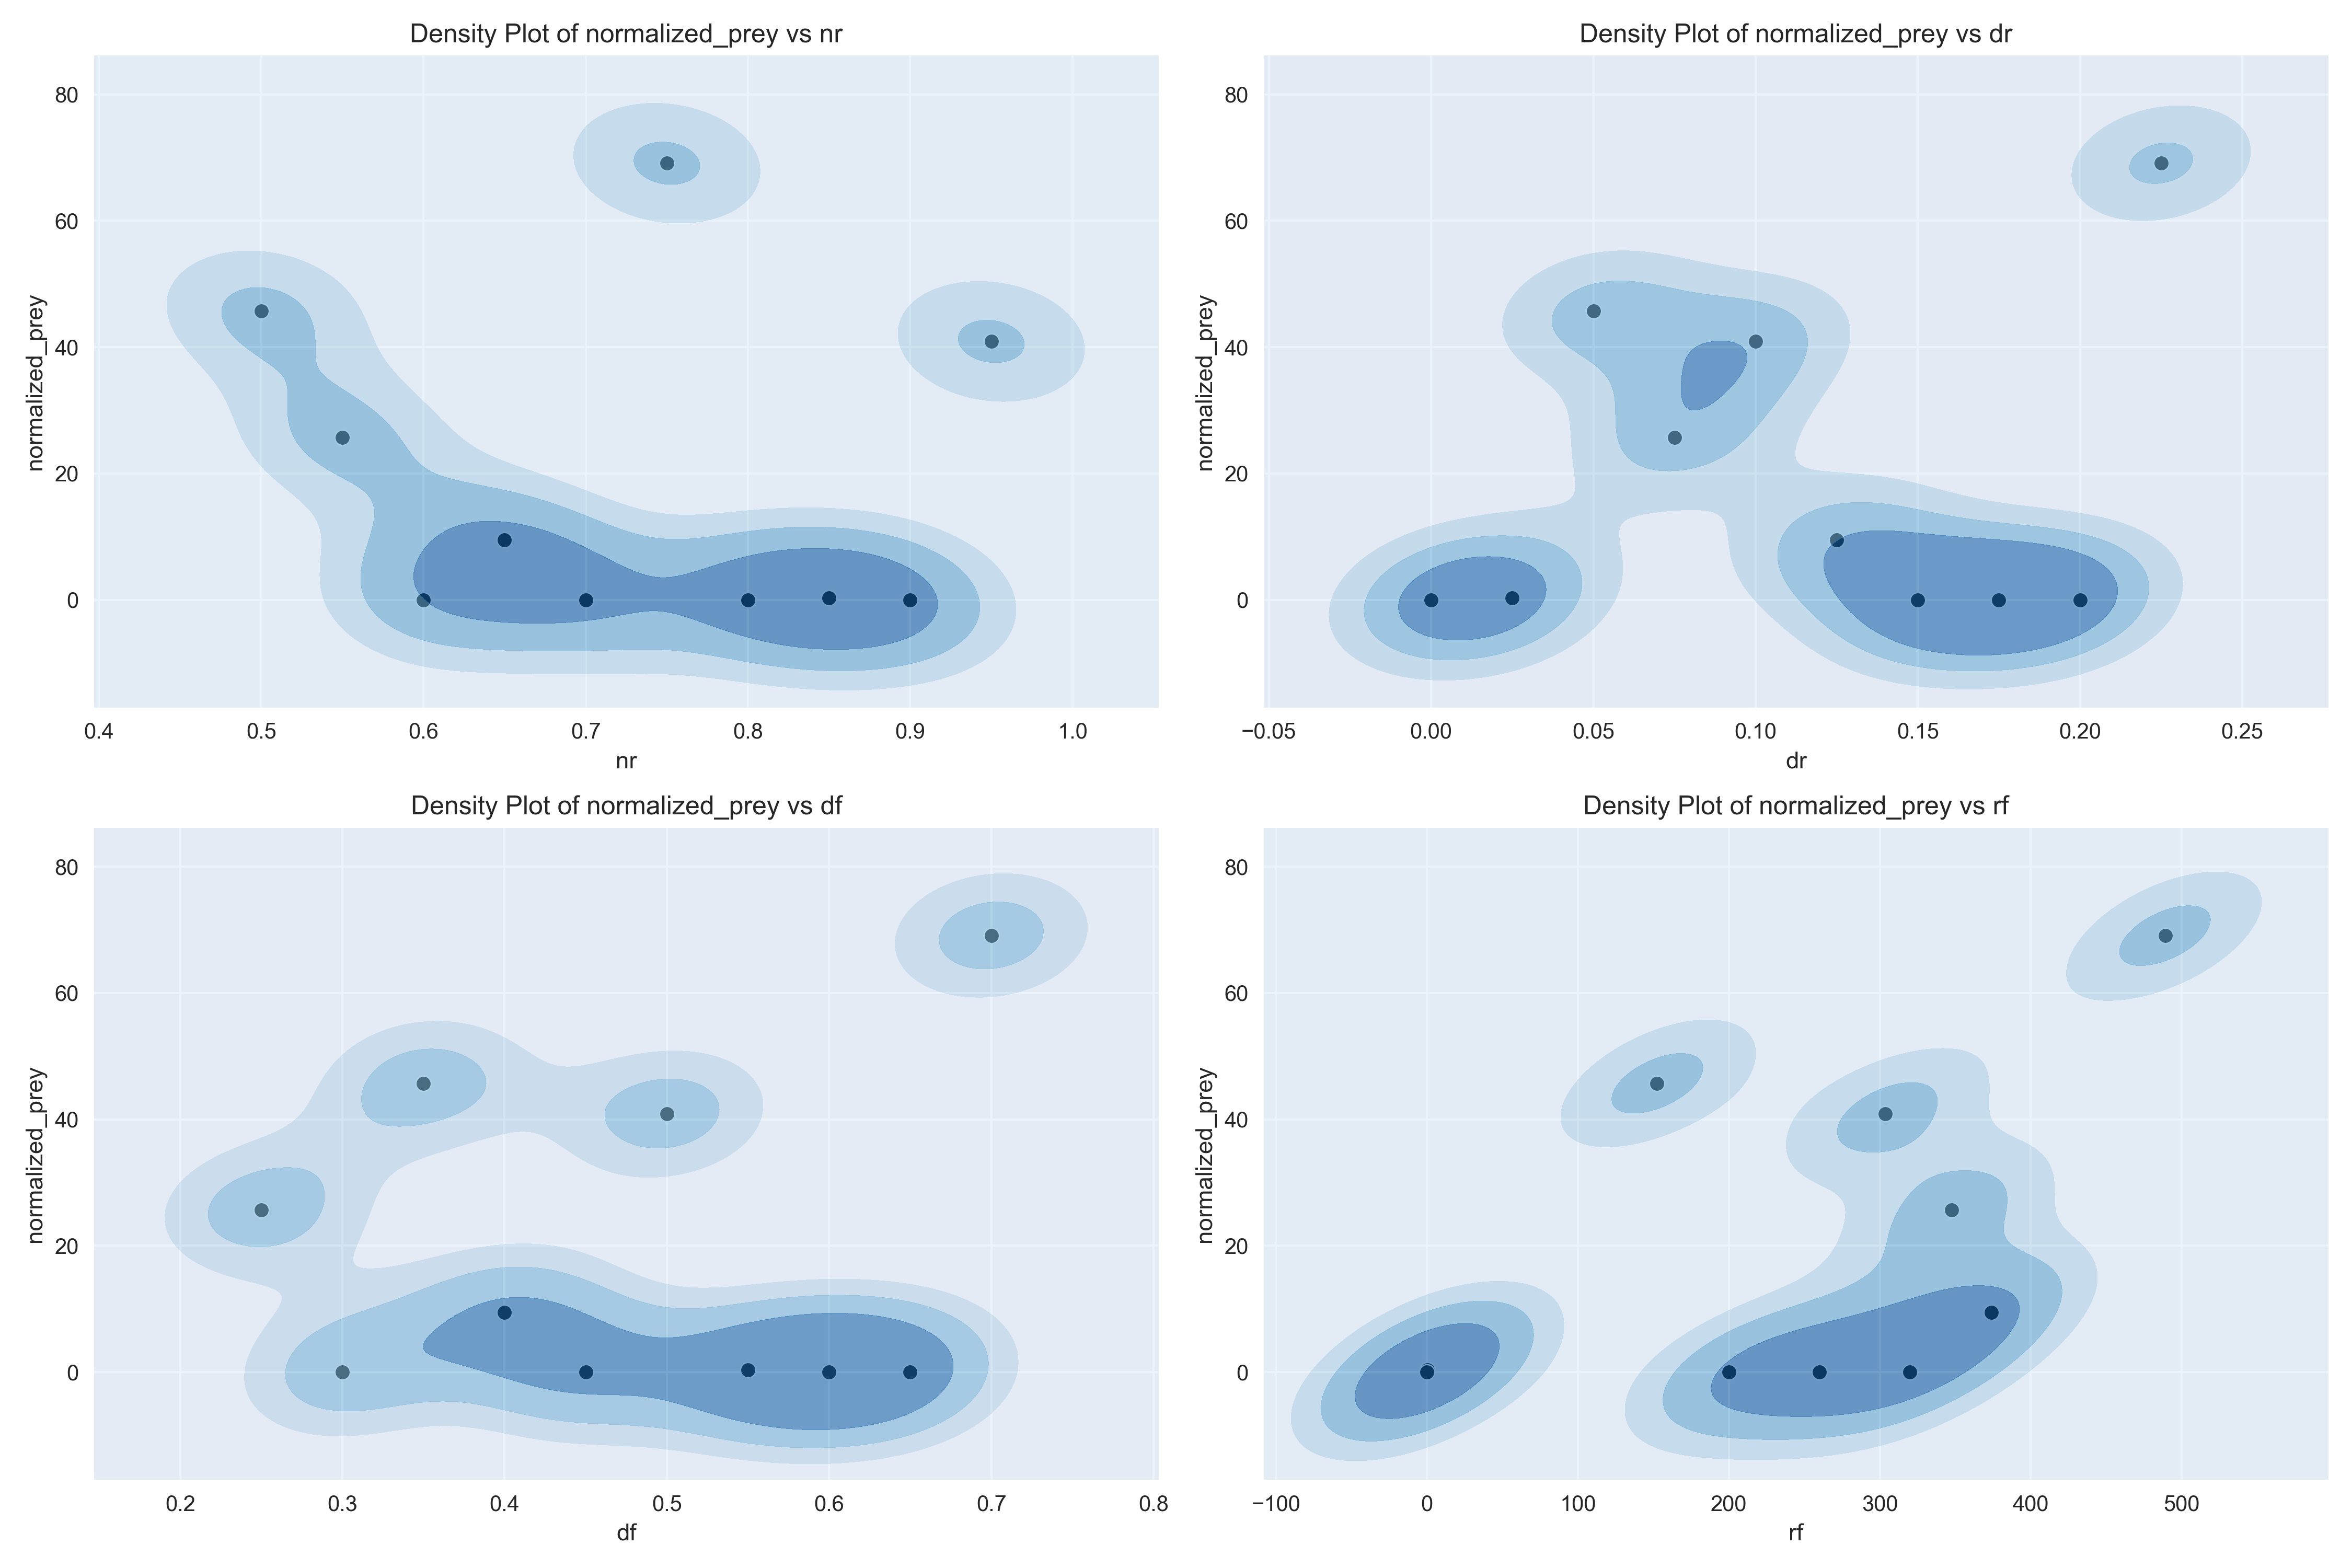 Density Plot of normalized_prey vs nr
normalized_prey
80
60
40
20
0
0.4 0.5 0.6 0.7 0.8 0.9 1.0
nr
Density Plot of normalized_prey vs dr
normalized_prey
80
60
40
20
0
−0.05 0.00 0.05 0.10 0.15 0.20 0.25
dr
Density Plot of normalized_prey vs df
normalized_prey
80
60
40
20
0
0.2 0.3 0.4 0.5 0.6 0.7 0.8
df
Density Plot of normalized_prey vs rf
normalized_prey
80
60
40
20
0
−100 0 100 200 300 400 500
rf